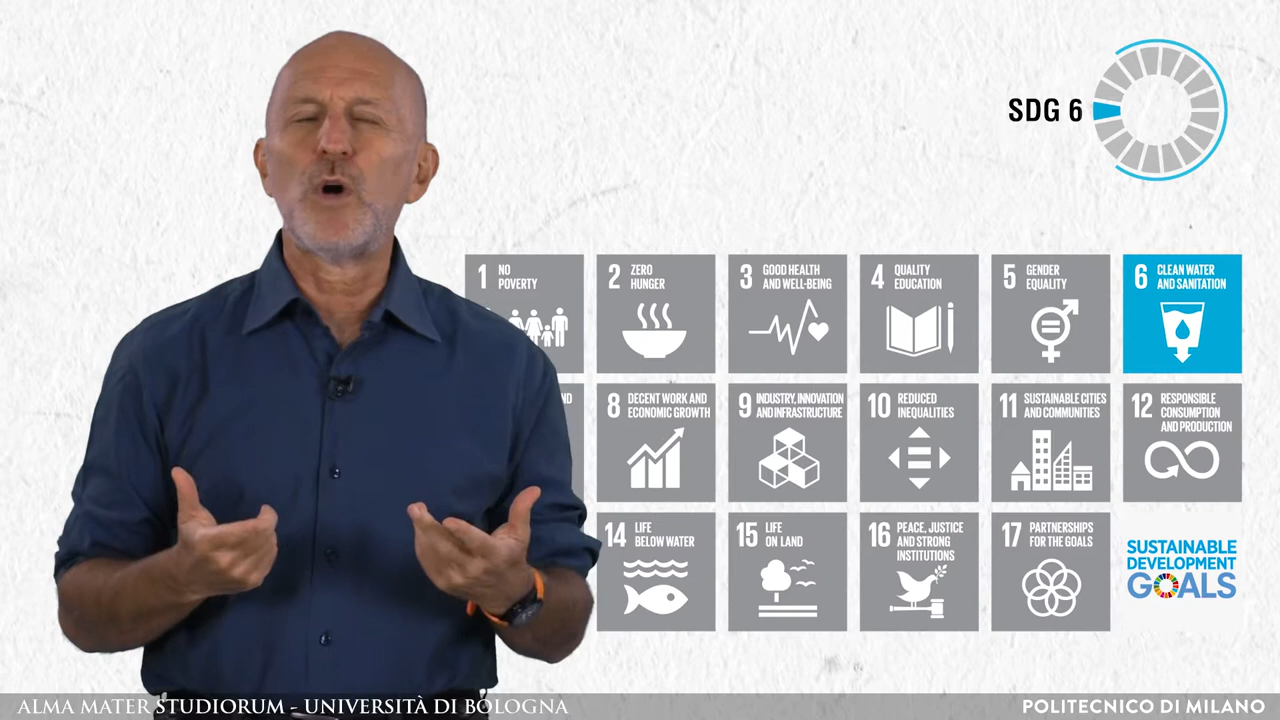 SDG 6
1 NO
POVERTY
2 ZERO
HUNGER
3 GOOD HEALTH
AND WELL-BEING
4 QUALITY
EDUCATION
5 GENDER
EQUALITY
6 CLEAN WATER
AND SANITATION
ND
8 DECENT WORK AND
ECONOMIC GROWTH
9 INDUSTRY, INNOVATION
AND INFRASTRUCTURE
10 REDUCED
INEQUALITIES
11 SUSTAINABLE CITIES
AND COMMUNITIES
12 RESPONSIBLE
CONSUMPTION
AND PRODUCTION
14 LIFE
BELOW WATER
15 LIFE
ON LAND
16 PEACE, JUSTICE
AND STRONG
INSTITUTIONS
17 PARTNERSHIPS
FOR THE GOALS
SUSTAINABLE
DEVELOPMENT
GOALS
ALMA MATER STUDIORUM - UNIVERSITÀ DI BOLOGNA
POLITECNICO DI MILANO